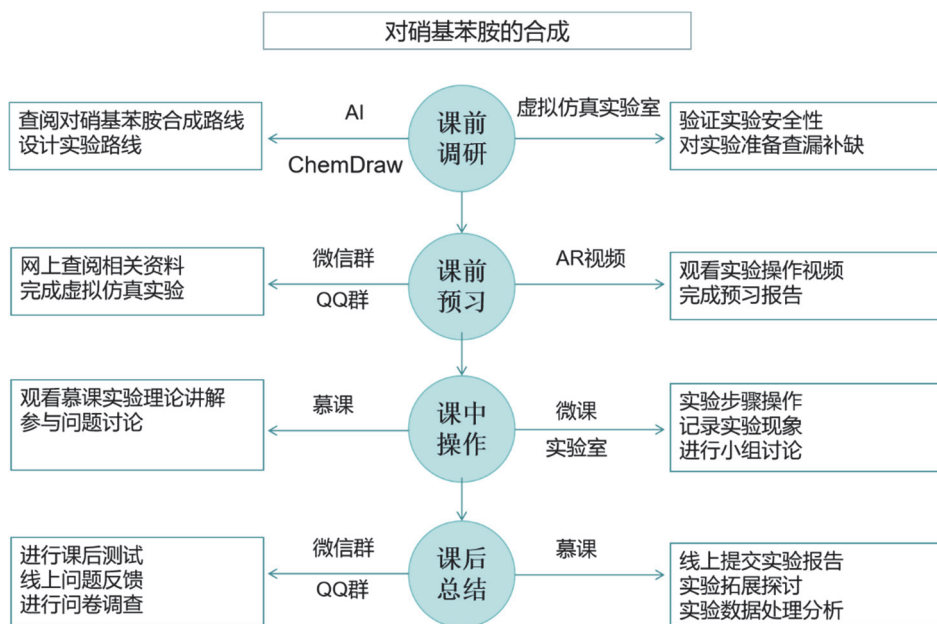 对硝基苯胺的合成
查阅对硝基苯胺合成路线
设计实验路线
AI
ChemDraw
课前
调研
虚拟仿真实验室
验证实验安全性
对实验准备查漏补缺
网上查阅相关资料
完成虚拟仿真实验
微信群
QQ群
课前
预习
AR视频
观看实验操作视频
完成预习报告
观看慕课实验理论讲解
参与问题讨论
慕课
课中
操作
微课
实验室
实验步骤操作
记录实验现象
进行小组讨论
进行课后测试
线上问题反馈
进行问卷调查
微信群
QQ群
课后
总结
慕课
线上提交实验报告
实验拓展探讨
实验数据处理分析